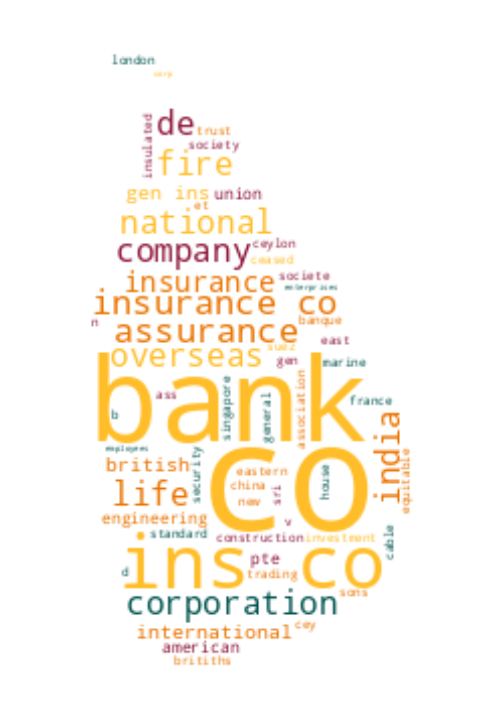 london
corp
insulated
de
trust
society
fire
gen ins
union
et
national
company
ceylon
ceased
insurance
societe
enterprises
insurance co
n
banque
assurance
east
overseas
suez
gen
marine
bank
ass
singapore
general
association
france
b
india
employees
british
security
eastern
house
equitable
china
sri
life
new
co
engineering
v
standard
construction
investment
cable
ins co
pte
d
trading
sons
corporation
international
cey
american
britiths